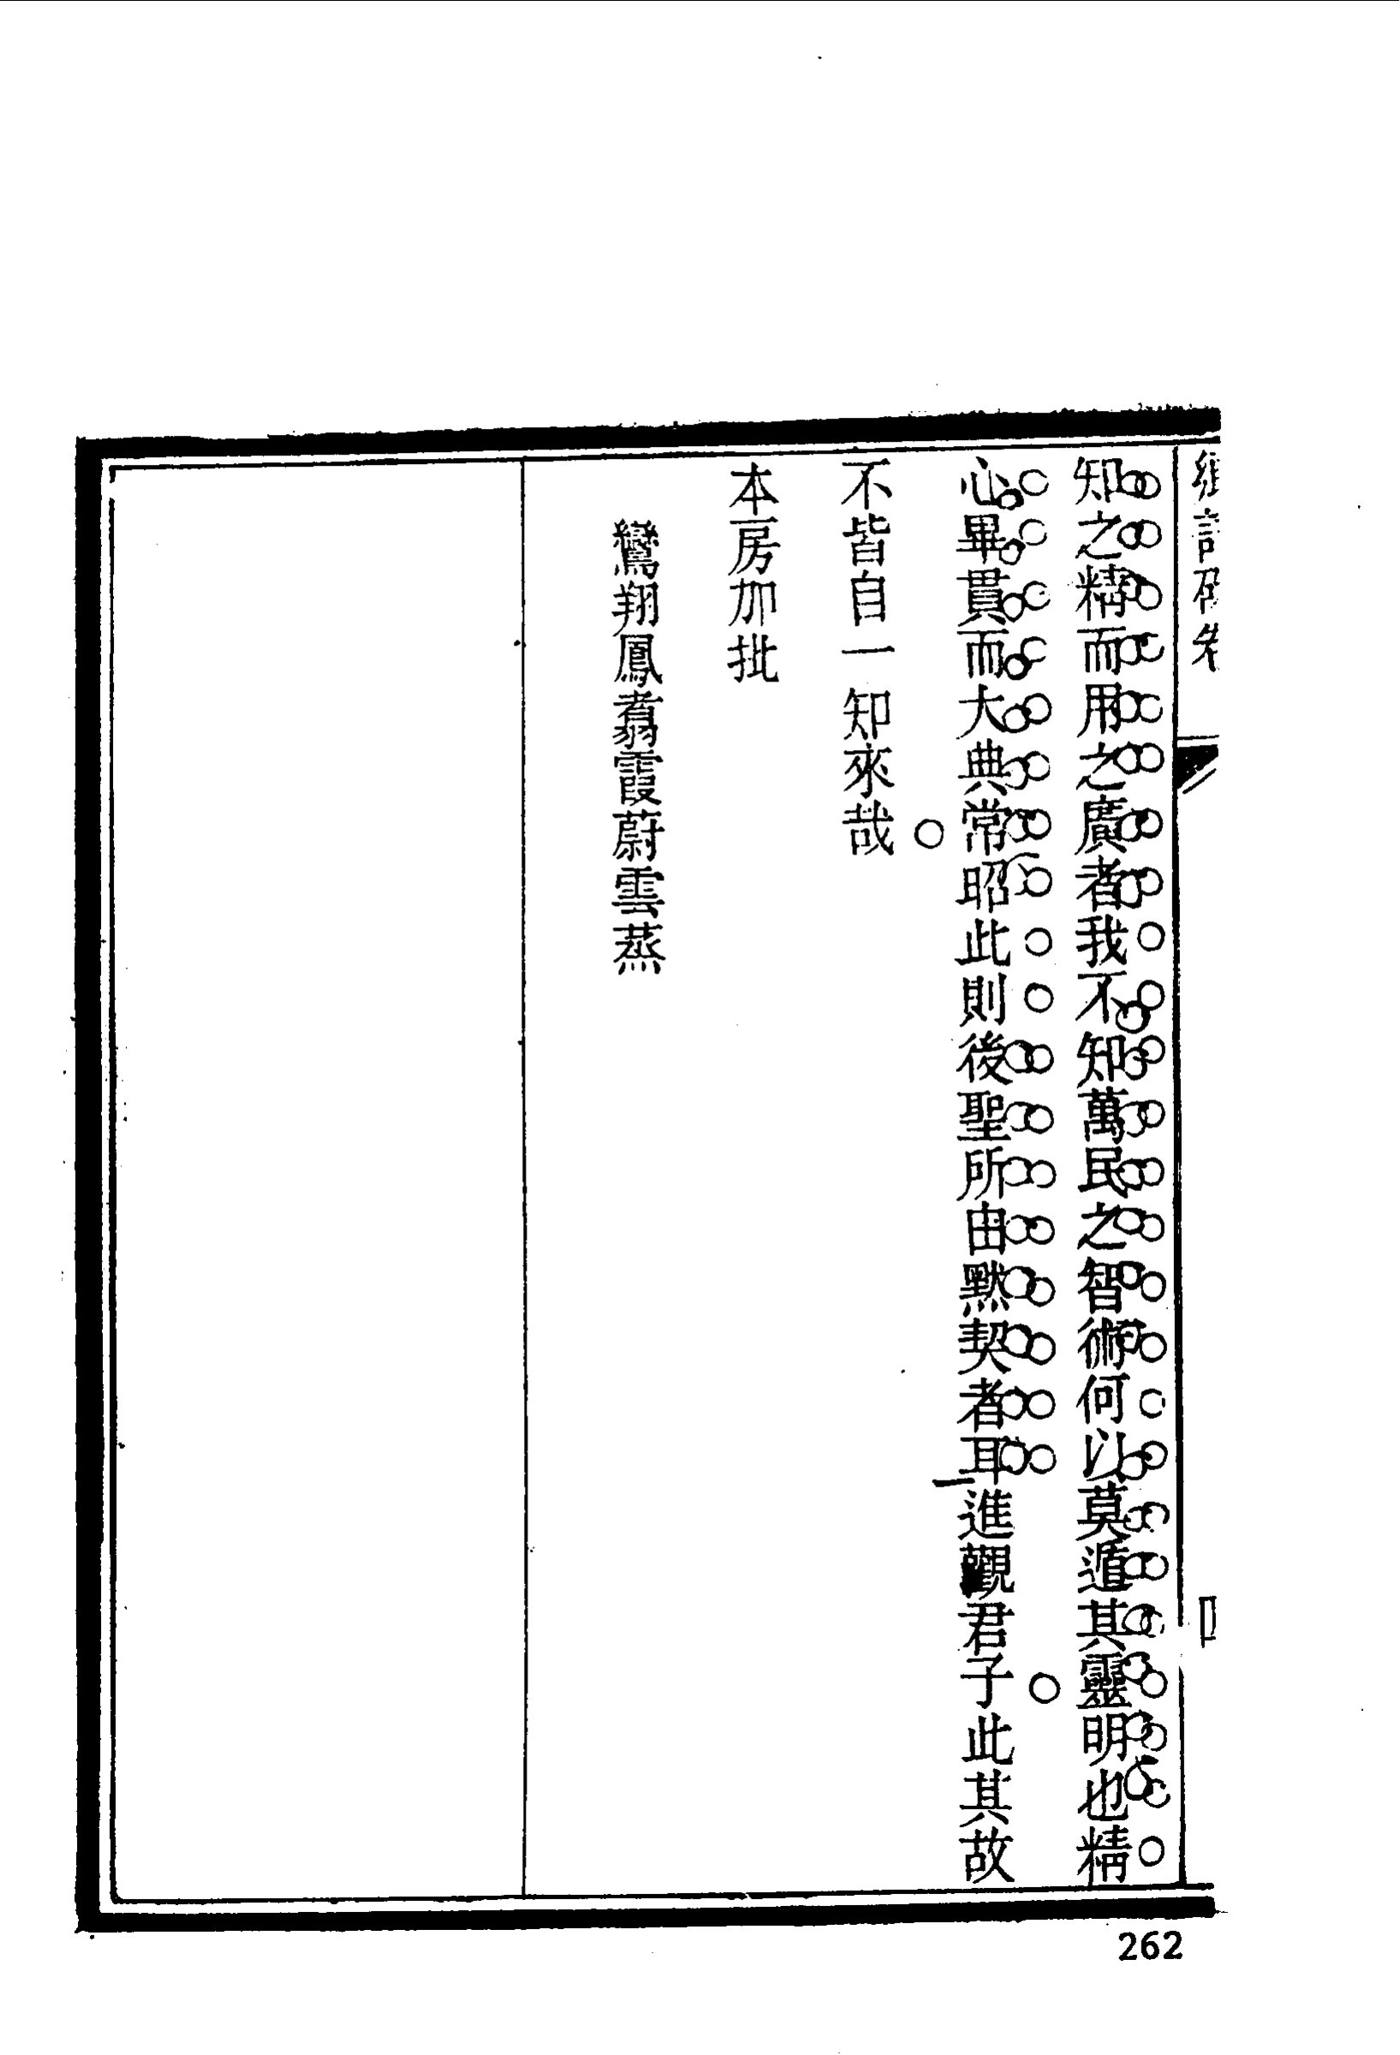 知之精而用之廣者我不知萬民之智術何以莫遁其靈明也精
心畢貫而大典常昭此則後聖所由默契者耳進觀君子此其故
不皆自一知來哉
本房加批
鸞翔鳳翥霞蔚雲蒸
262